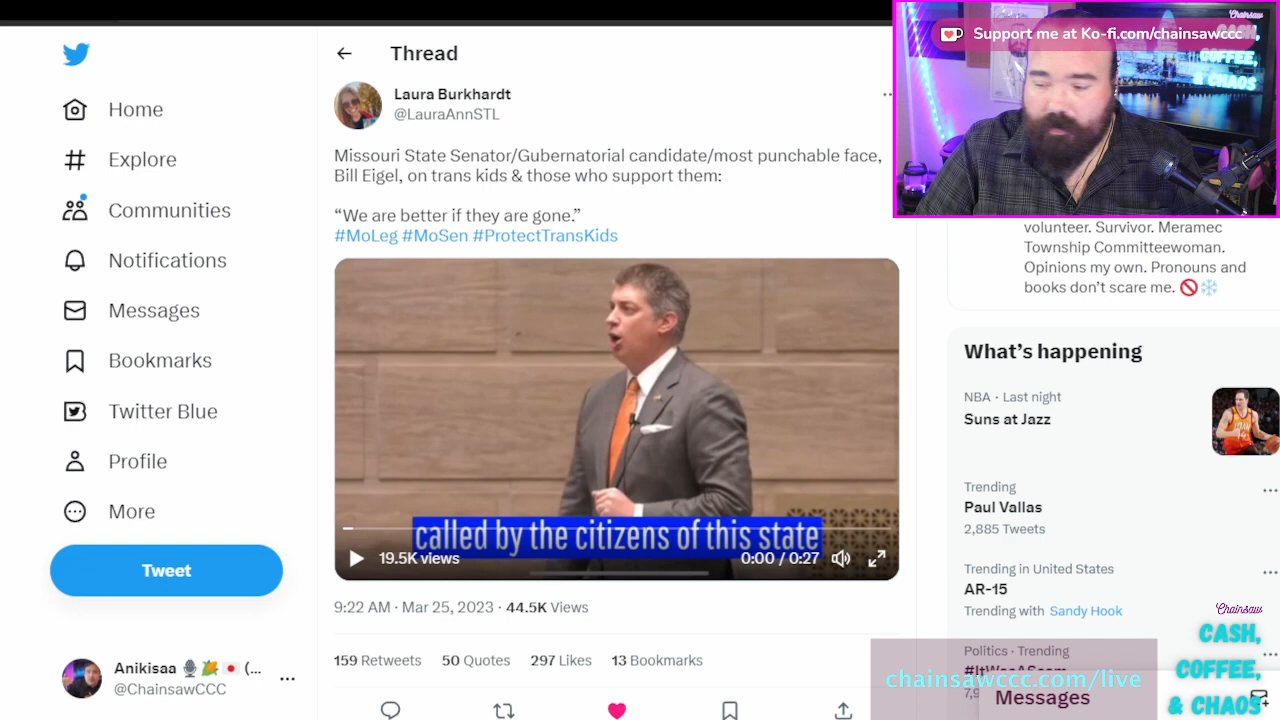 Home
Explore
Communities
Notifications
Messages
Bookmarks
Twitter Blue
Profile
More
Tweet
Anikisaa 🎙️🌽🇯🇵 (...
@ChainsawCCC
Thread
Laura Burkhardt
@LauraAnnSTL
Missouri State Senator/Gubernatorial candidate/most punchable face,
Bill Eigel, on trans kids & those who support them:
“We are better if they are gone.”
#MoLeg #MoSen #ProtectTransKids
called by the citizens of this state
19.5K views
0:00 / 0:27
9:22 AM · Mar 25, 2023 · 44.5K Views
159 Retweets 50 Quotes 297 Likes 13 Bookmarks
Support me at Ko-fi.com/chainsawccc
Chainsaw
COFFEE,
& CHAOS
volunteer. Survivor. Meramec
Township Committeewoman.
Opinions my own. Pronouns and
books don’t scare me. 🚫❄️
What’s happening
NBA · Last night
Suns at Jazz
Trending
Paul Vallas
2,885 Tweets
Trending in United States
AR-15
Trending with Sandy Hook
Politics · Trending
#ItWasAScam
chainsawccc.com/live
Messages
Chainsaw
CASH,
COFFEE,
& CHAOS